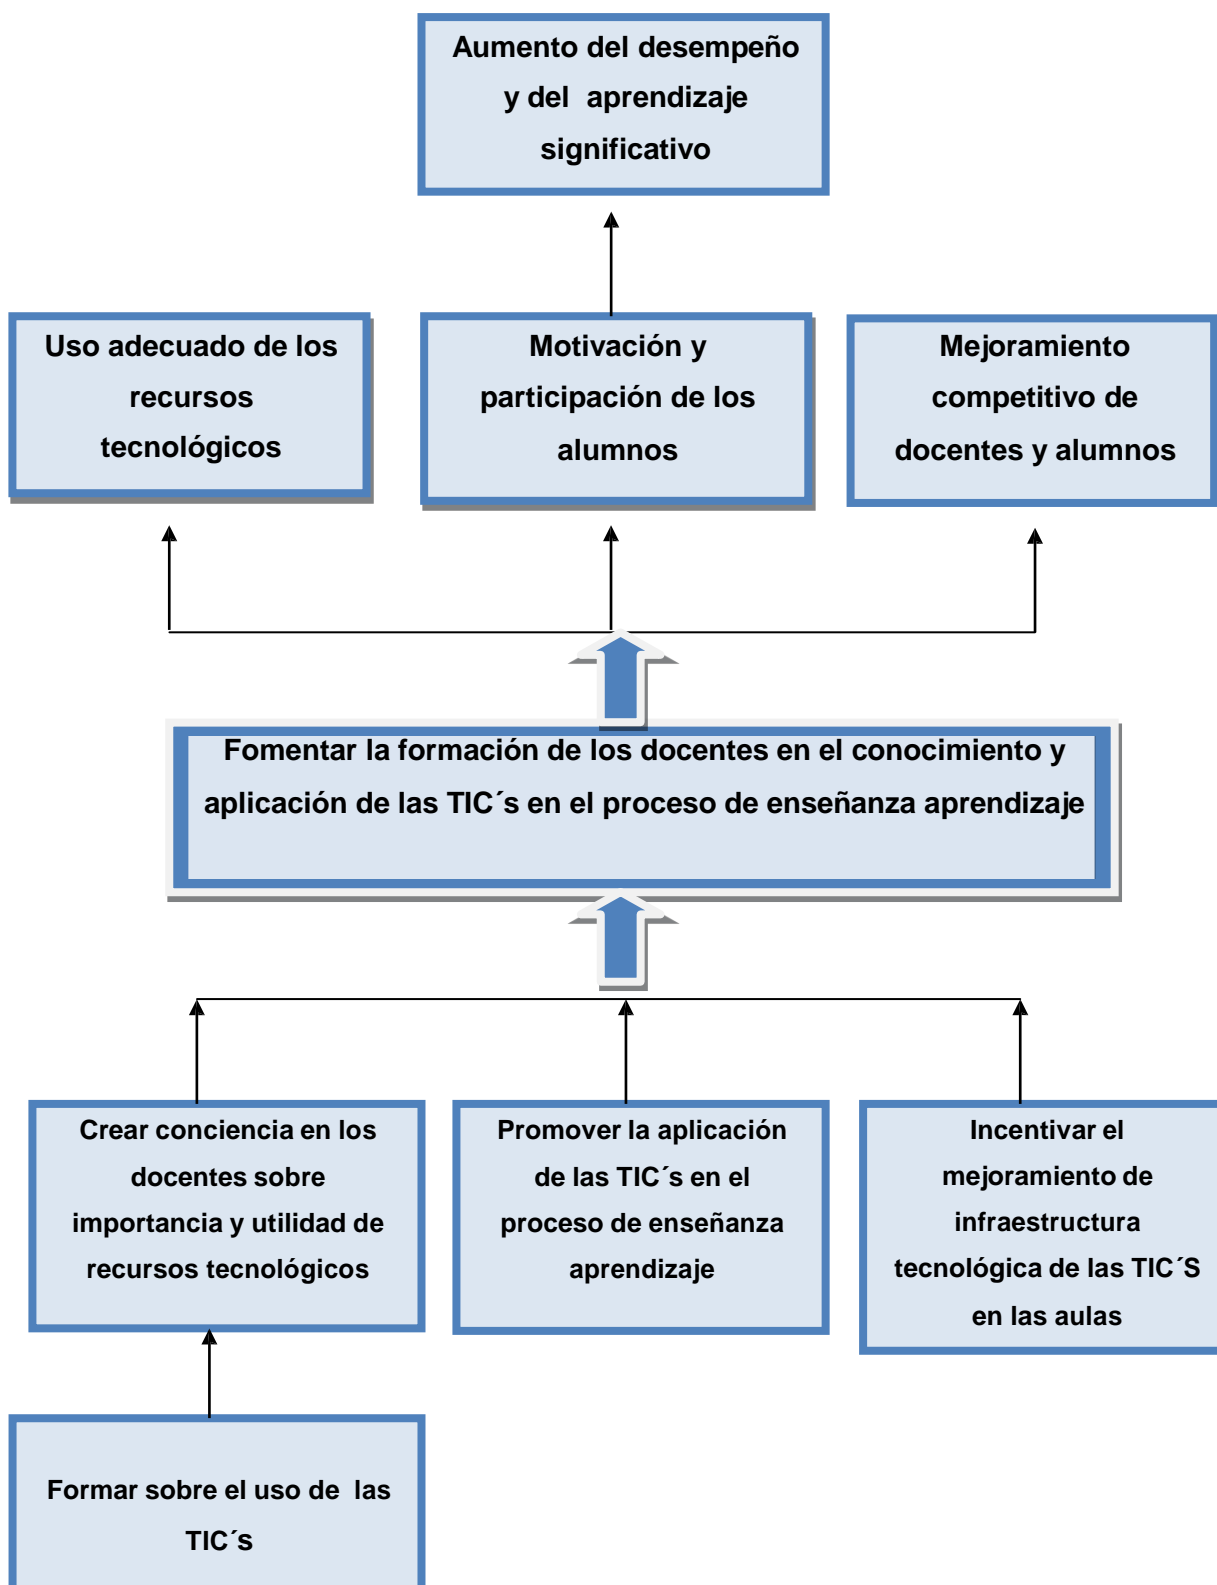 Aumento del desempeño
y del aprendizaje
significativo
Uso adecuado de los
recursos
tecnológicos
Motivación y
participación de los
alumnos
Mejoramiento
competitivo de
docentes y alumnos
Fomentar la formación de los docentes en el conocimiento y
aplicación de las TIC´s en el proceso de enseñanza aprendizaje
Crear conciencia en los
docentes sobre
importancia y utilidad de
recursos tecnológicos
Promover la aplicación
de las TIC´s en el
proceso de enseñanza
aprendizaje
Incentivar el
mejoramiento de
infraestructura
tecnológica de las TIC´S
en las aulas
Formar sobre el uso de las
TIC´s